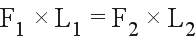 F₁ × L₁ = F₂ × L₂